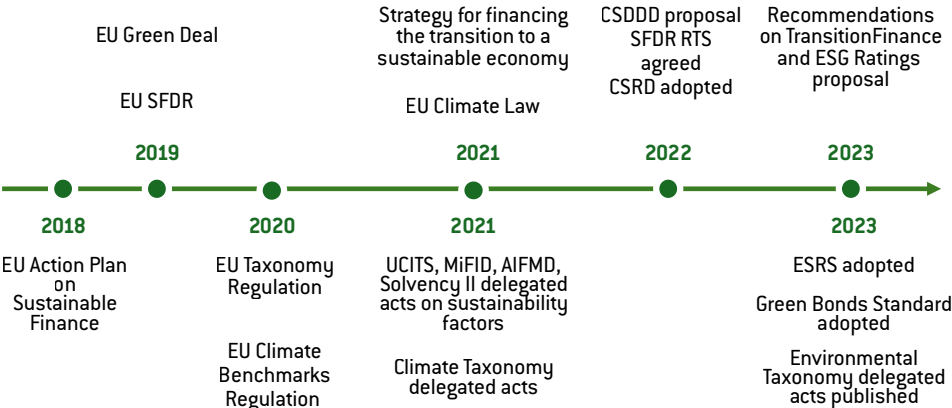 EU Green Deal
EU SFDR
2019
Strategy for financing
the transition to a
sustainable economy
EU Climate Law
2021
CSDDD proposal
SFDR RTS
agreed
CSRD adopted
2022
Recommendations
on TransitionFinance
and ESG Ratings
proposal
2023
2018
EU Action Plan
on
Sustainable
Finance
2020
EU Taxonomy
Regulation
EU Climate
Benchmarks
Regulation
2021
UCITS, MiFID, AIFMD,
Solvency II delegated
acts on sustainability
factors
Climate Taxonomy
delegated acts
2023
ESRS adopted
Green Bonds Standard
adopted
Environmental
Taxonomy delegated
acts published